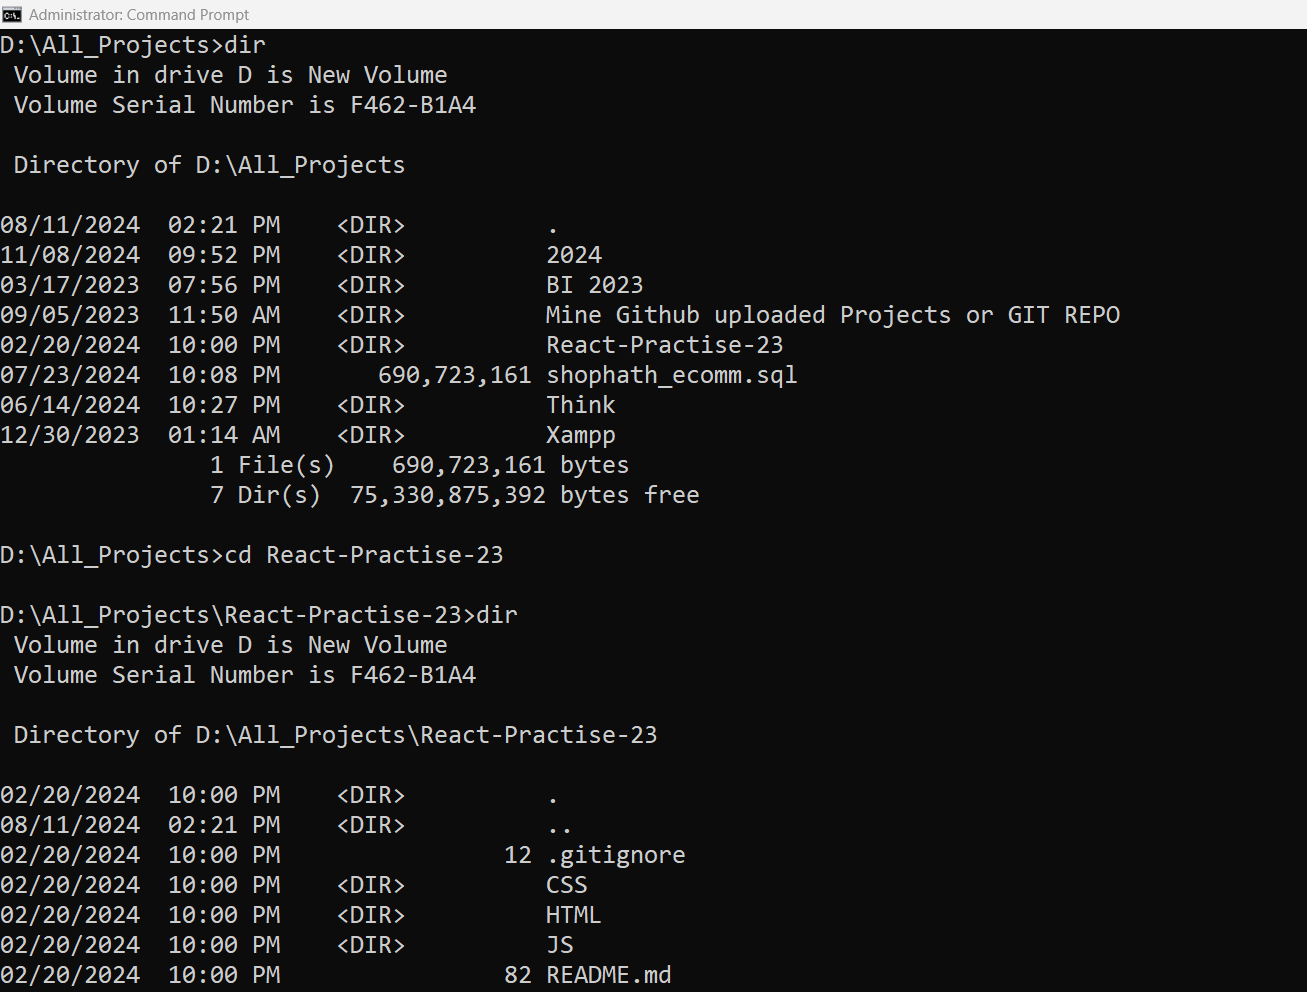 Administrator: Command Prompt
D:\All_Projects>dir
 Volume in drive D is New Volume
 Volume Serial Number is F462-B1A4

 Directory of D:\All_Projects

08/11/2024  02:21 PM    <DIR>          .
11/08/2024  09:52 PM    <DIR>          2024
03/17/2023  07:56 PM    <DIR>          BI 2023
09/05/2023  11:50 AM    <DIR>          Mine Github uploaded Projects or GIT REPO
02/20/2024  10:00 PM    <DIR>          React-Practise-23
07/23/2024  10:08 PM       690,723,161 shophath_ecomm.sql
06/14/2024  10:27 PM    <DIR>          Think
12/30/2023  01:14 AM    <DIR>          Xampp
               1 File(s)    690,723,161 bytes
               7 Dir(s)  75,330,875,392 bytes free

D:\All_Projects>cd React-Practise-23

D:\All_Projects\React-Practise-23>dir
 Volume in drive D is New Volume
 Volume Serial Number is F462-B1A4

 Directory of D:\All_Projects\React-Practise-23

02/20/2024  10:00 PM    <DIR>          .
08/11/2024  02:21 PM    <DIR>          ..
02/20/2024  10:00 PM                12 .gitignore
02/20/2024  10:00 PM    <DIR>          CSS
02/20/2024  10:00 PM    <DIR>          HTML
02/20/2024  10:00 PM    <DIR>          JS
02/20/2024  10:00 PM                82 README.md